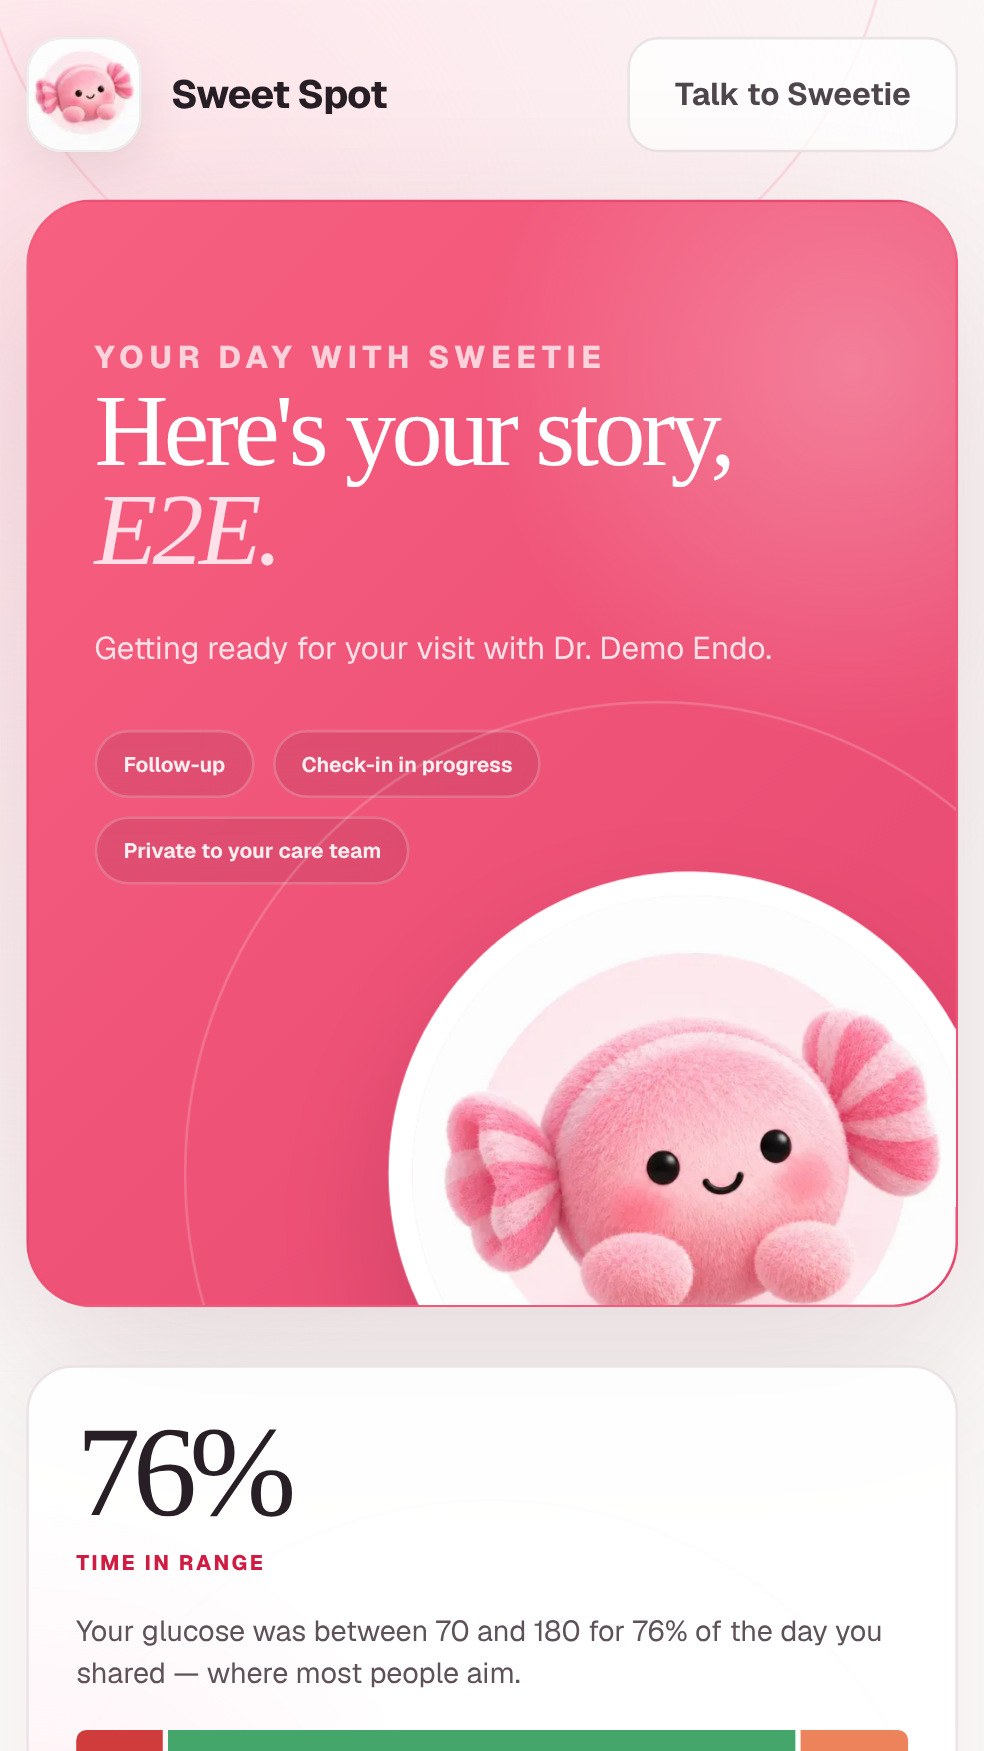 Sweet Spot
Talk to Sweetie
YOUR DAY WITH SWEETIE
Here's your story,
E2E.
Getting ready for your visit with Dr. Demo Endo.
Follow-up
Check-in in progress
Private to your care team
76%
TIME IN RANGE
Your glucose was between 70 and 180 for 76% of the day you
shared — where most people aim.